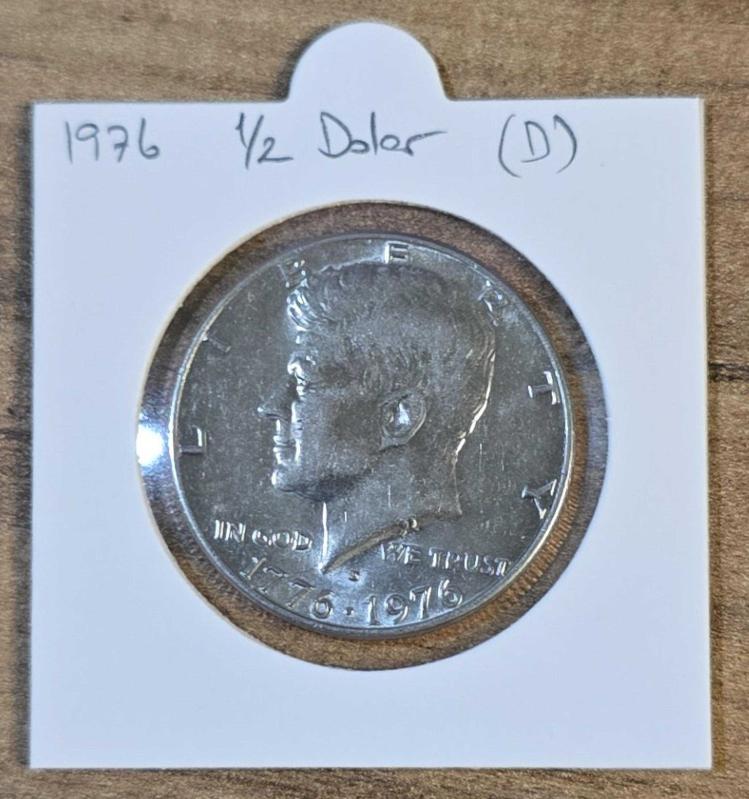 1976 ½ Dolar (D)
LIBERTY
IN GOD WE TRUST
S
1776 · 1976